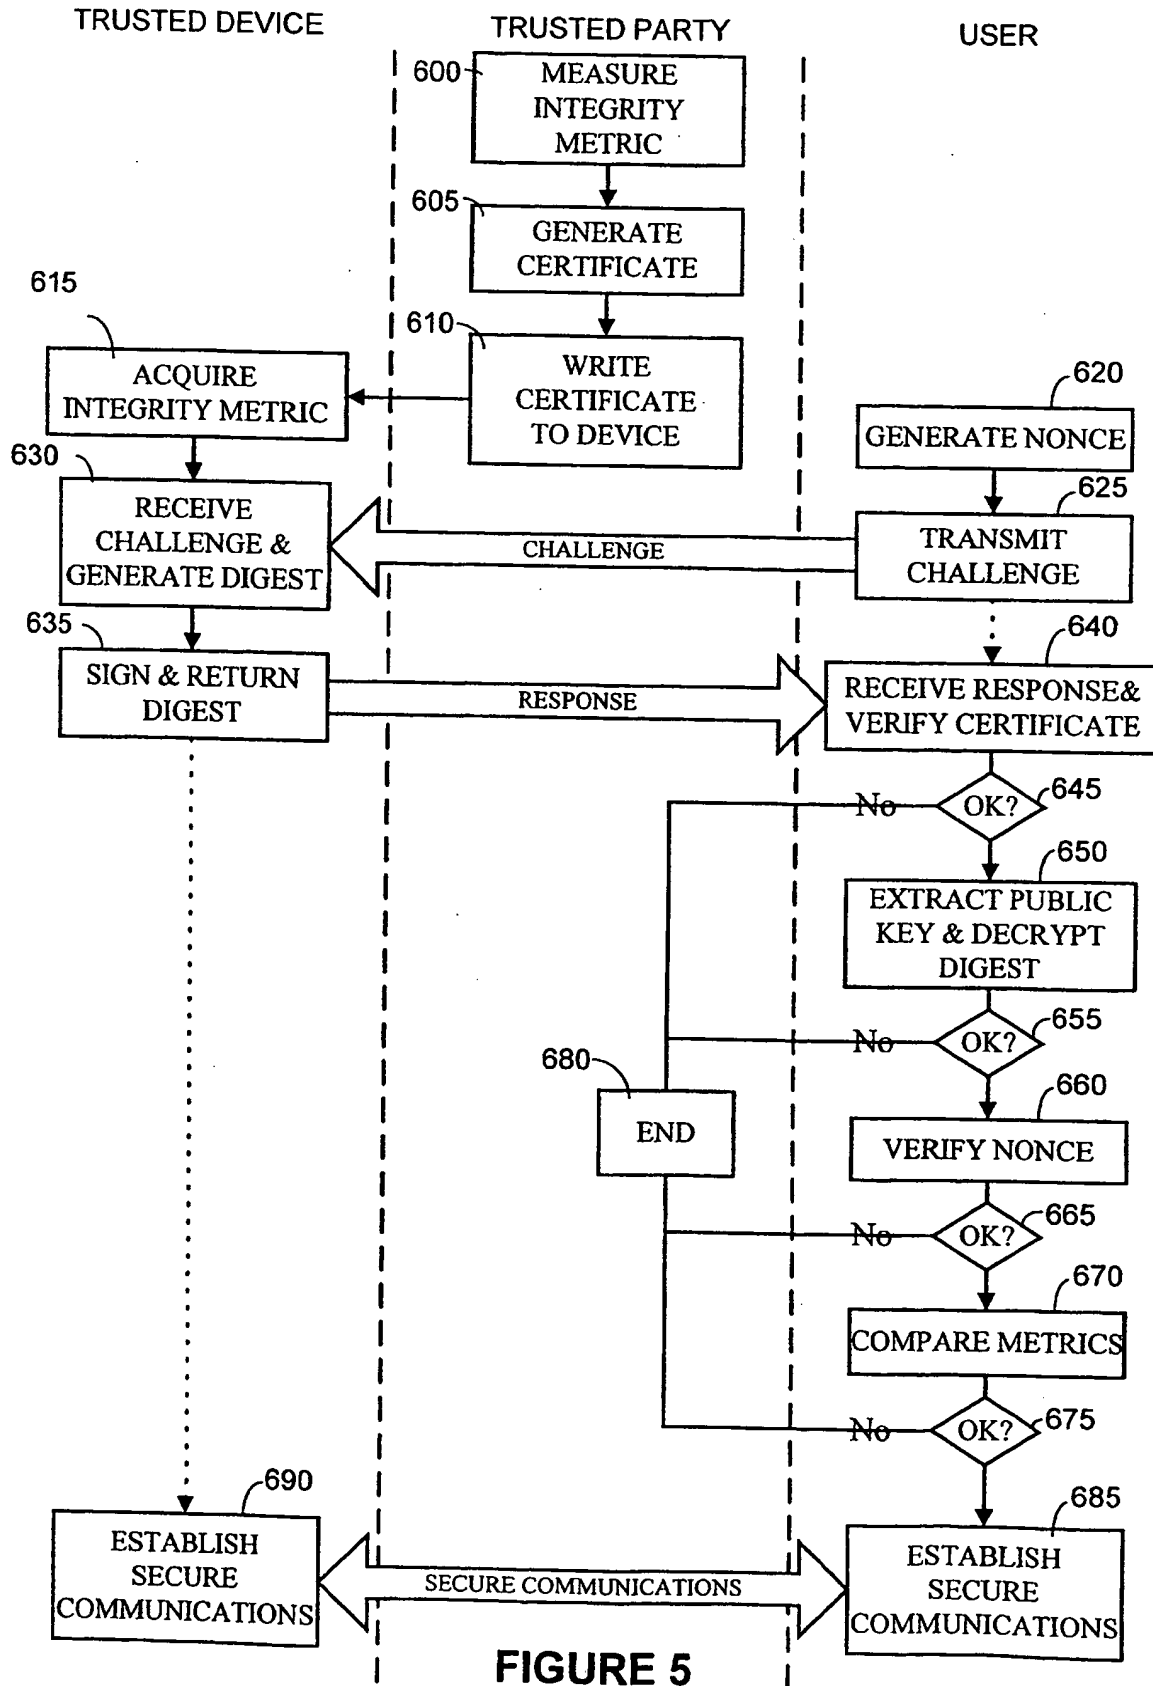 TRUSTED DEVICE
TRUSTED PARTY
USER
600
MEASURE
INTEGRITY
METRIC
605
GENERATE
CERTIFICATE
610
WRITE
CERTIFICATE
TO DEVICE
615
ACQUIRE
INTEGRITY METRIC
620
GENERATE NONCE
625
TRANSMIT
CHALLENGE
CHALLENGE
630
RECEIVE
CHALLENGE &
GENERATE DIGEST
635
SIGN & RETURN
DIGEST
RESPONSE
640
RECEIVE RESPONSE&
VERIFY CERTIFICATE
No
OK?
645
650
EXTRACT PUBLIC
KEY & DECRYPT
DIGEST
No
OK?
655
680
END
660
VERIFY NONCE
No
OK?
665
670
COMPARE METRICS
No
OK?
675
690
ESTABLISH
SECURE
COMMUNICATIONS
SECURE COMMUNICATIONS
685
ESTABLISH
SECURE
COMMUNICATIONS
FIGURE 5